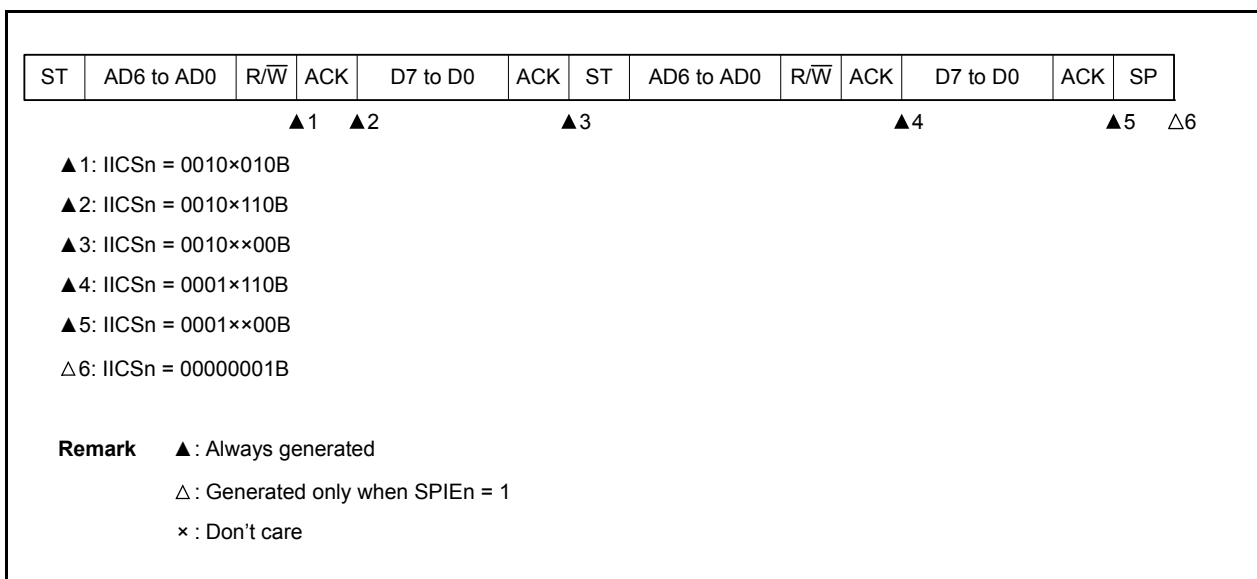 ST AD6 to AD0 R/W̅ ACK D7 to D0 ACK ST AD6 to AD0 R/W̅ ACK D7 to D0 ACK SP
▲1 ▲2 ▲3 ▲4 ▲5 △6
▲1: IICSn = 0010×010B
▲2: IICSn = 0010×110B
▲3: IICSn = 0010××00B
▲4: IICSn = 0001×110B
▲5: IICSn = 0001××00B
△6: IICSn = 00000001B
Remark ▲: Always generated
△: Generated only when SPIEn = 1
×: Don't care